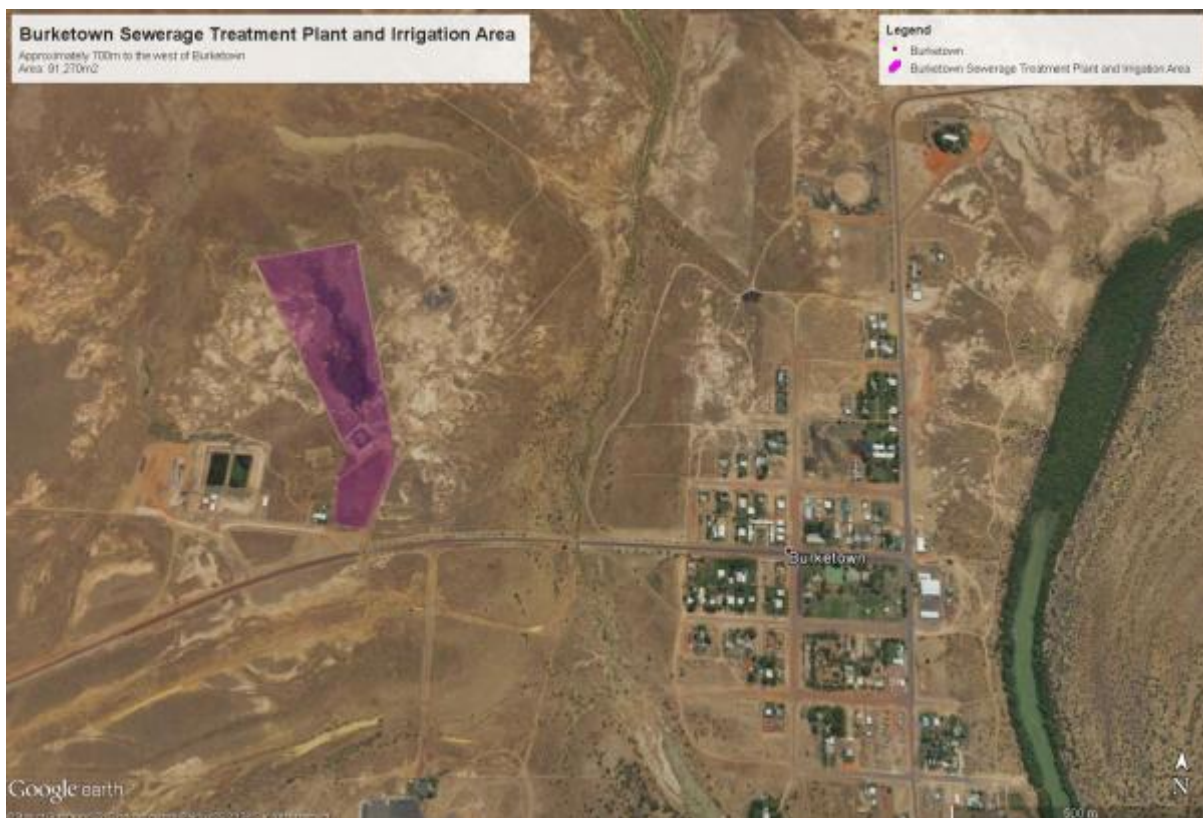 Burketown Sewerage Treatment Plant and Irrigation Area
Approximately 700m to the west of Burketown
Area: 91,270m2
Legend
Burketown
Burketown Sewerage Treatment Plant and Irrigation Area
Burketown
Google earth
N
500 m